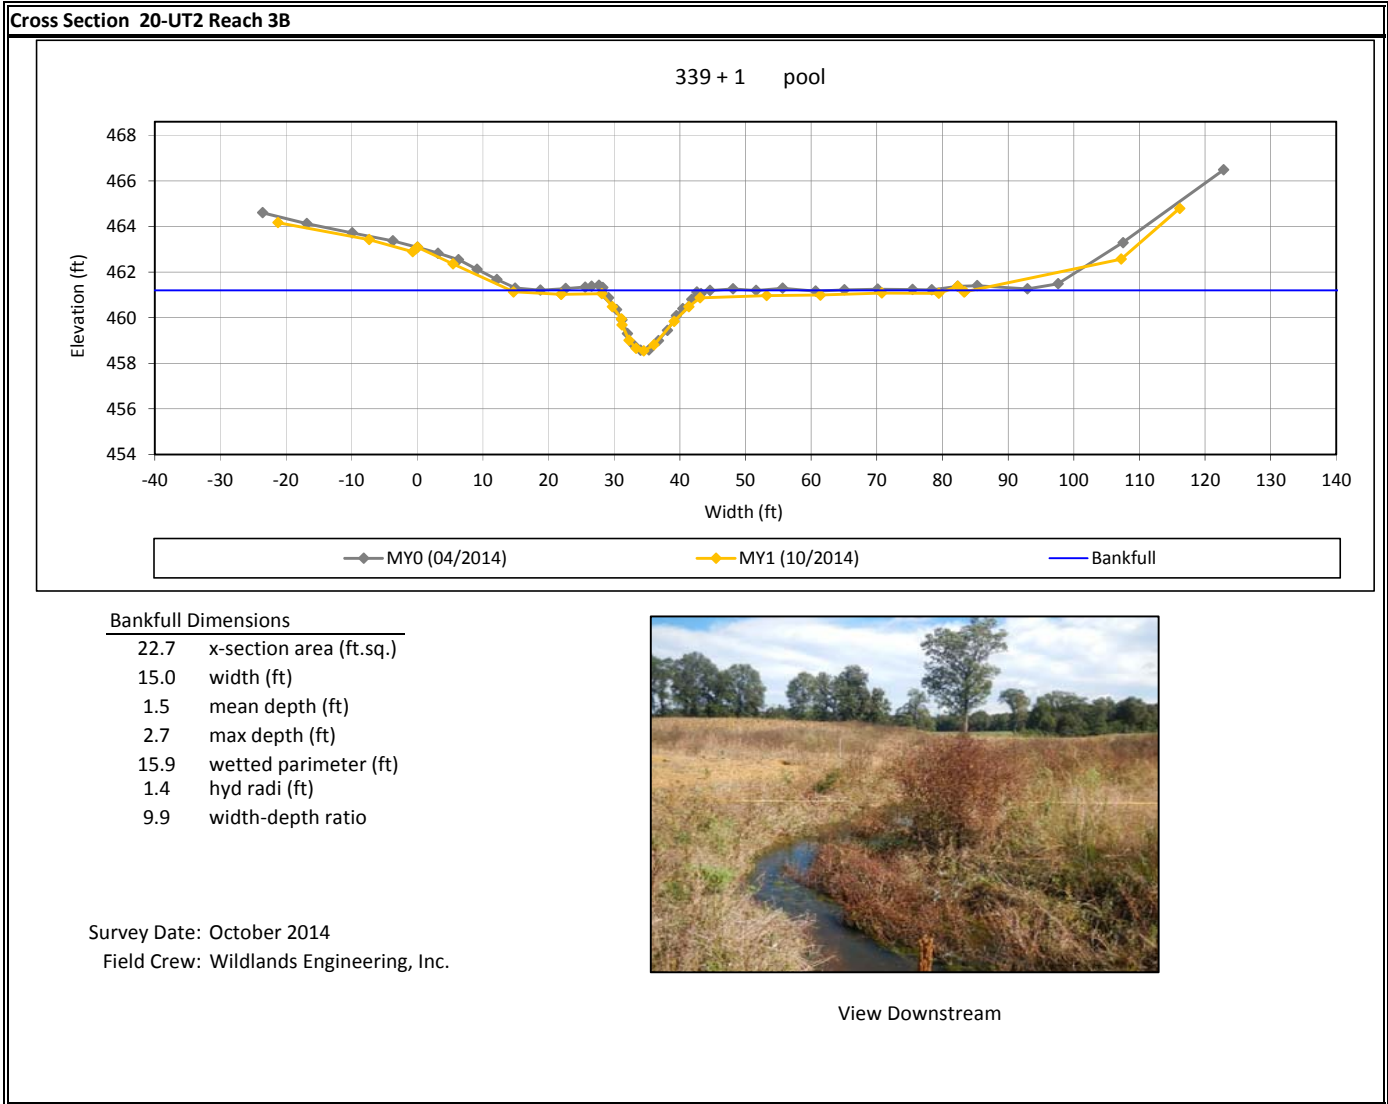 Cross Section 20-UT2 Reach 3B
339 + 1 pool
468
466
464
462
460
458
456
454
Elevation (ft)
-40 -30 -20 -10 0 10 20 30 40 50 60 70 80 90 100 110 120 130 140
Width (ft)
MY0 (04/2014) MY1 (10/2014) Bankfull
Bankfull Dimensions
22.7 x-section area (ft.sq.)
15.0 width (ft)
1.5 mean depth (ft)
2.7 max depth (ft)
15.9 wetted parimeter (ft)
1.4 hyd radi (ft)
9.9 width-depth ratio
Survey Date: October 2014
Field Crew: Wildlands Engineering, Inc.
View Downstream